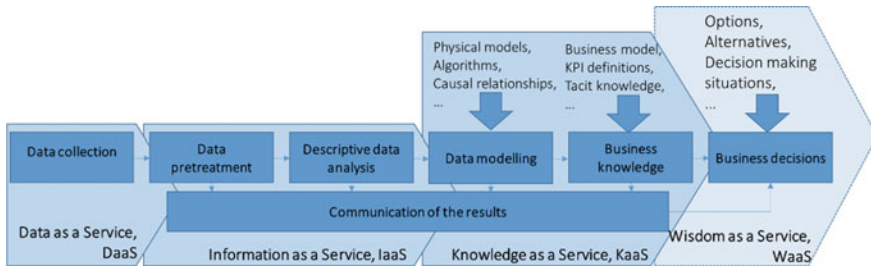 Physical models,
Algorithms,
Causal relationships,
...
Business model,
KPI definitions,
Tacit knowledge,
...
Options,
Alternatives,
Decision making
situations,
...
Data collection
Data
pretreatment
Descriptive data
analysis
Data modelling
Business
knowledge
Business decisions
Communication of the results
Data as a Service,
DaaS
Information as a Service, IaaS
Knowledge as a Service, KaaS
Wisdom as a Service,
WaaS